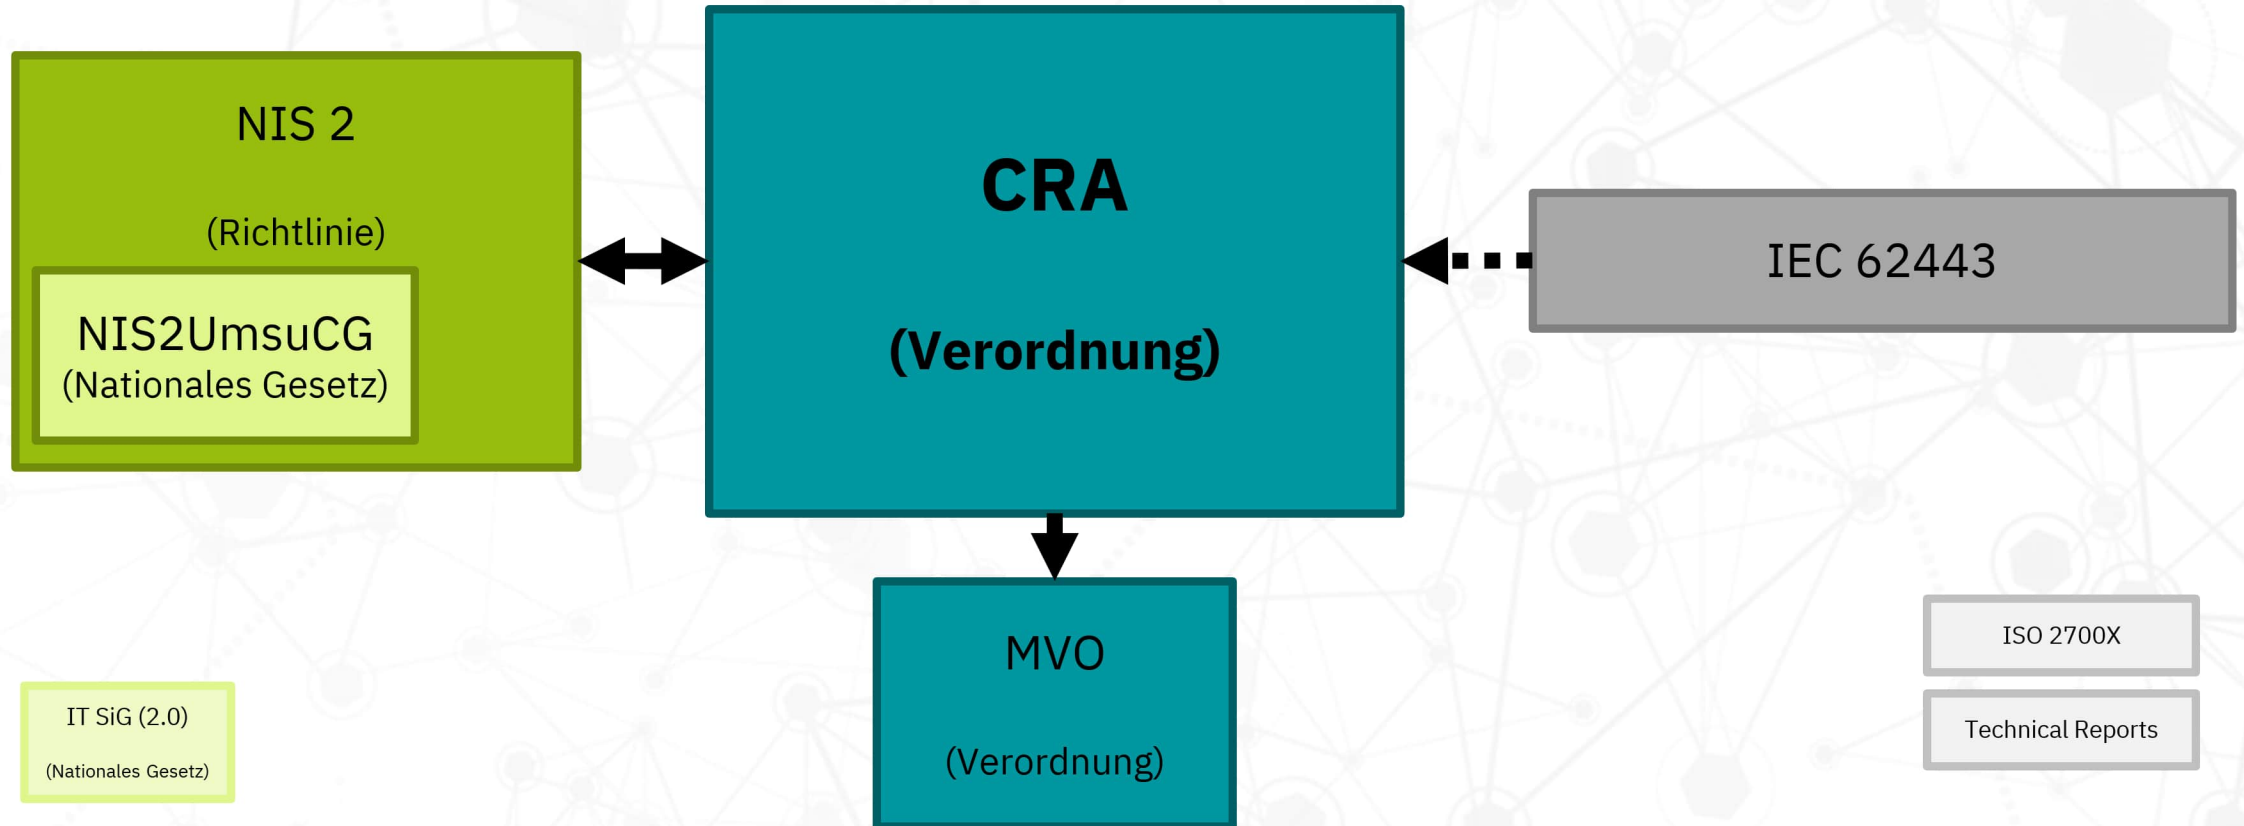 NIS 2
(Richtlinie)
NIS2UmsuCG
(Nationales Gesetz)
CRA
(Verordnung)
IEC 62443
MVO
(Verordnung)
IT SiG (2.0)
(Nationales Gesetz)
ISO 2700X
Technical Reports